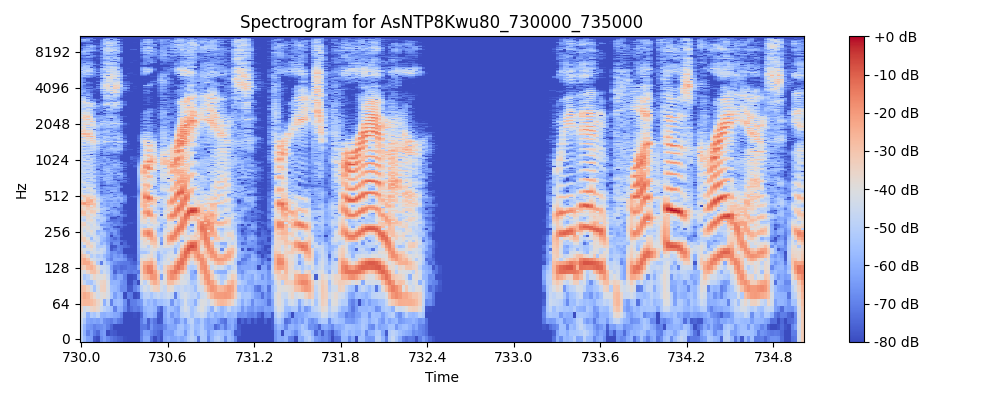 Spectrogram for AsNTP8Kwu80_730000_735000
Hz
8192
4096
2048
1024
512
256
128
64
0
730.0 730.6 731.2 731.8 732.4 733.0 733.6 734.2 734.8
Time
+0 dB
-10 dB
-20 dB
-30 dB
-40 dB
-50 dB
-60 dB
-70 dB
-80 dB